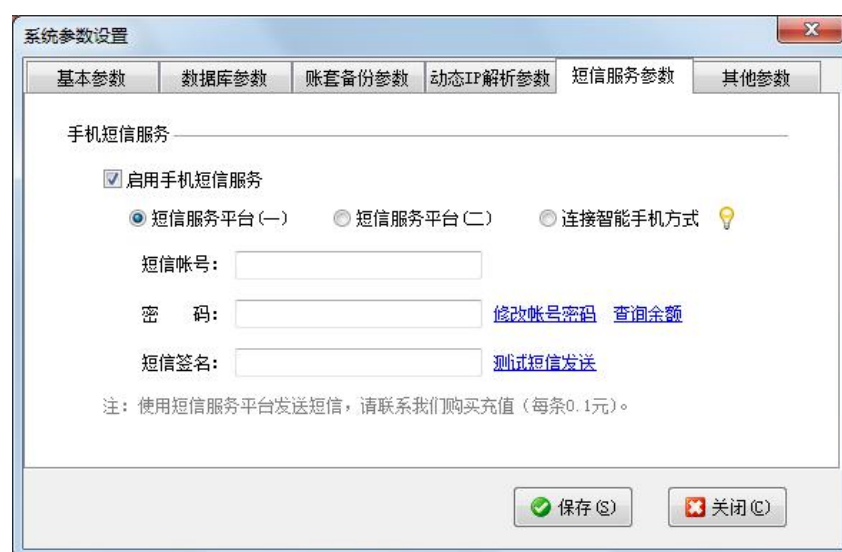 系统参数设置
基本参数 数据库参数 账套备份参数 动态IP解析参数 短信服务参数 其他参数
手机短信服务
启用手机短信服务
短信服务平台(一) 短信服务平台(二) 连接智能手机方式
短信帐号：
密 码： 修改帐号密码 查询余额
短信签名： 测试短信发送
注：使用短信服务平台发送短信，请联系我们购买充值（每条0.1元）。
保存(S) 关闭(C)